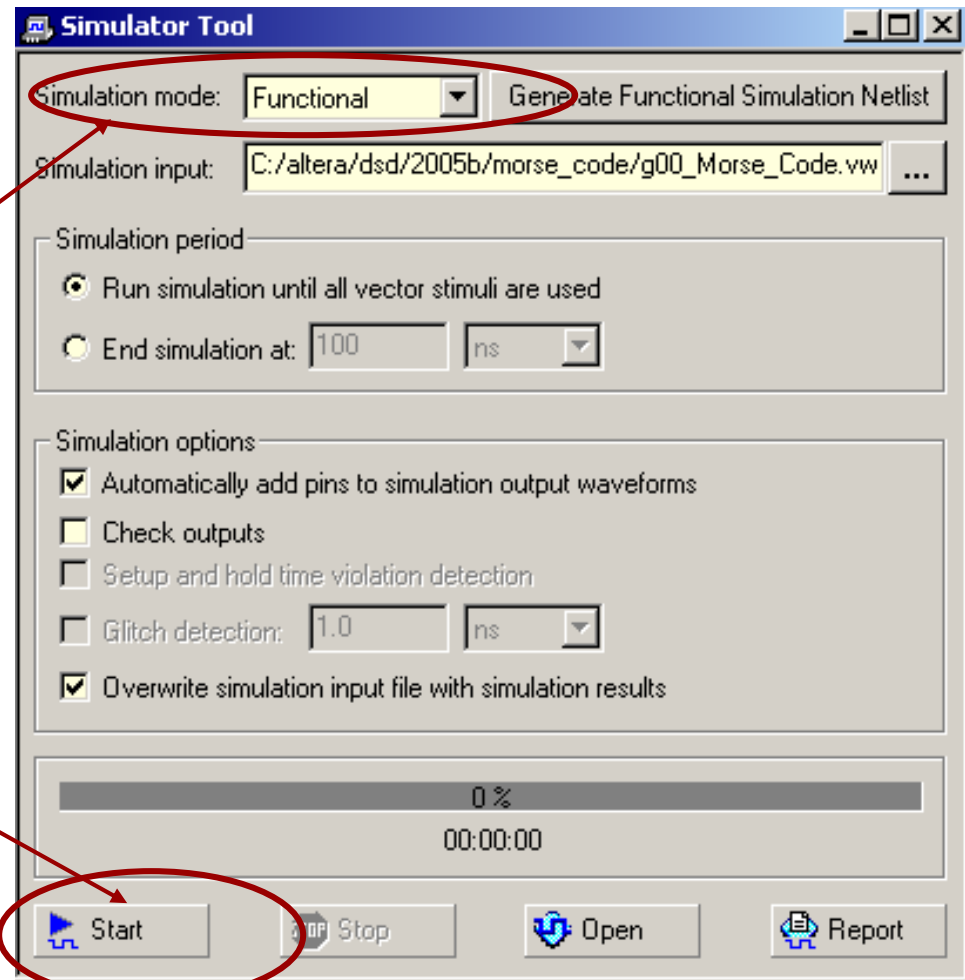 Simulator Tool
Simulation mode: Functional Generate Functional Simulation Netlist
Simulation input: C:/altera/dsd/2005b/morse_code/g00_Morse_Code.vw ...
Simulation period
Run simulation until all vector stimuli are used
End simulation at: 100 ns
Simulation options
Automatically add pins to simulation output waveforms
Check outputs
Setup and hold time violation detection
Glitch detection: 1.0 ns
Overwrite simulation input file with simulation results
0 %
00:00:00
Start Stop Open Report